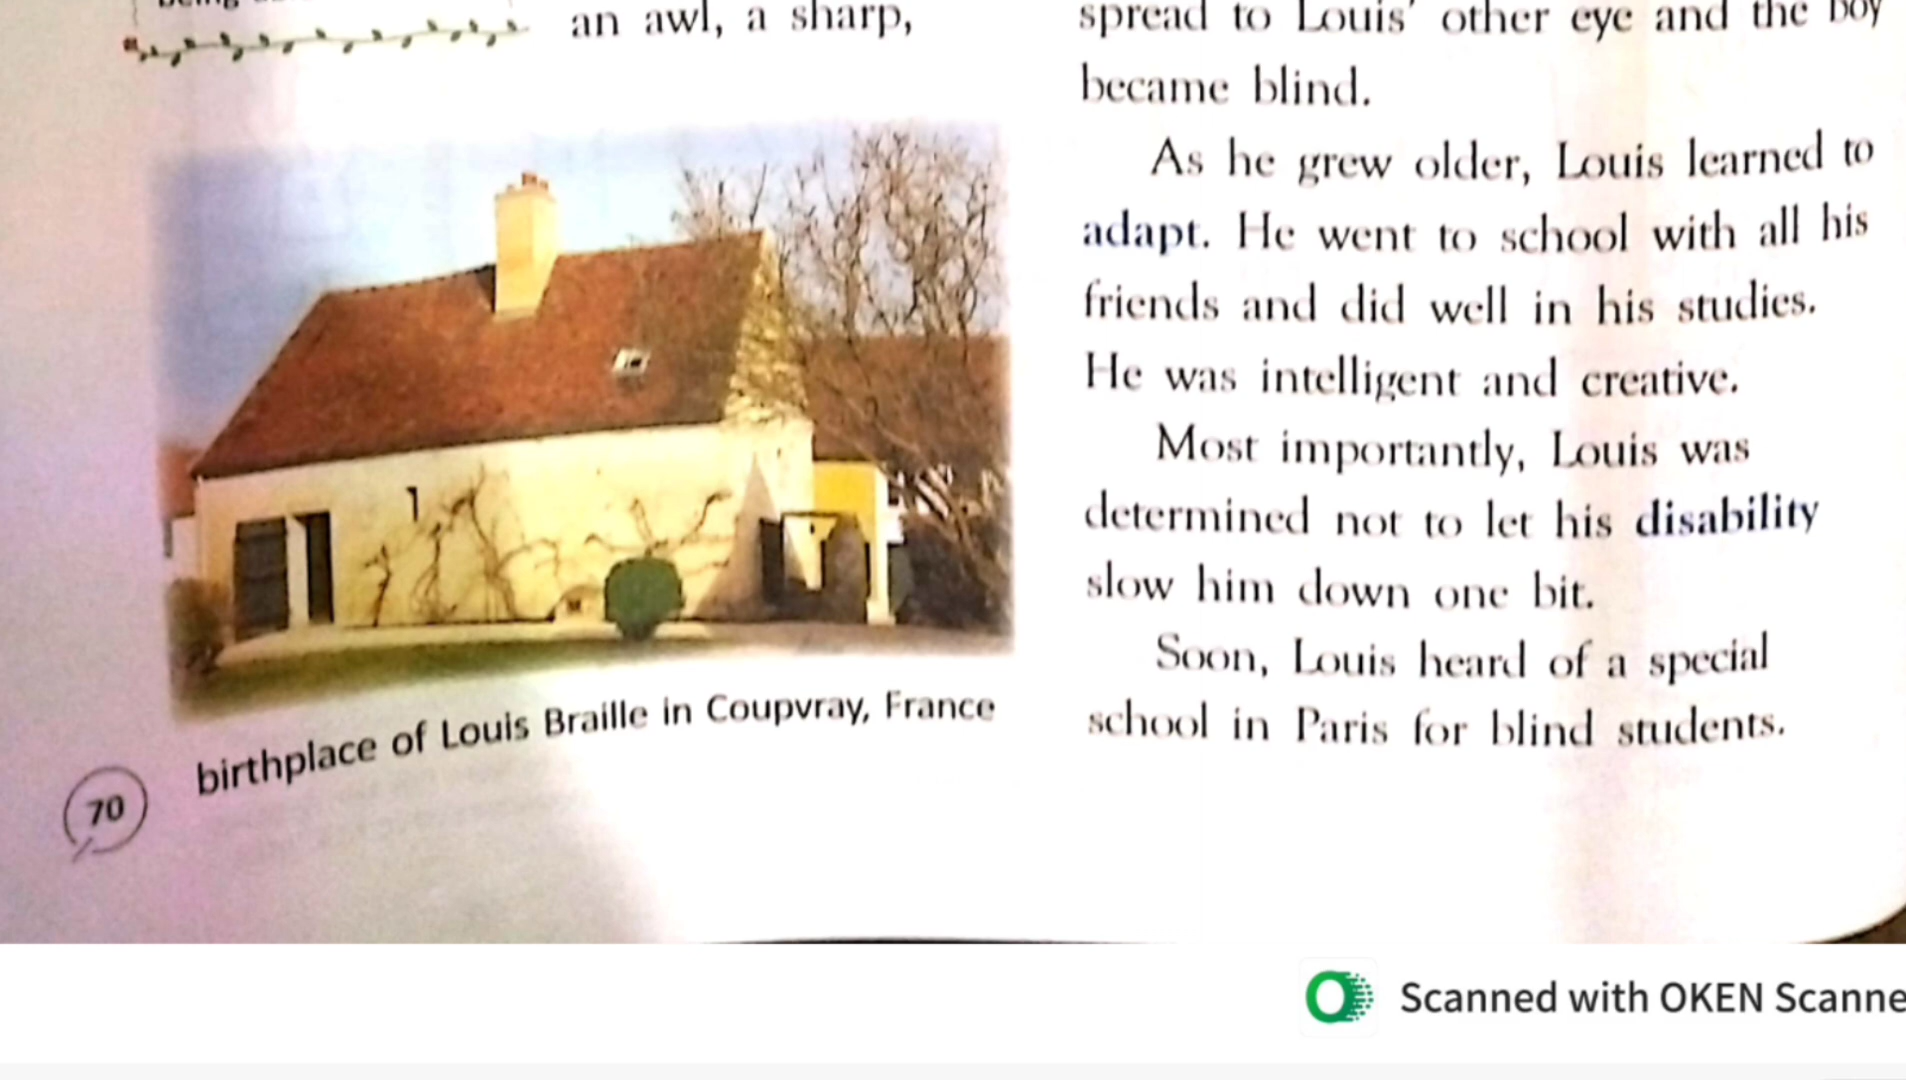 an awl, a sharp,
birthplace of Louis Braille in Coupvray, France
70
spread to Louis' other eye and the boy
became blind.
As he grew older, Louis learned to
adapt. He went to school with all his
friends and did well in his studies.
He was intelligent and creative.
Most importantly, Louis was
determined not to let his disability
slow him down one bit.
Soon, Louis heard of a special
school in Paris for blind students.
Scanned with OKEN Scanne